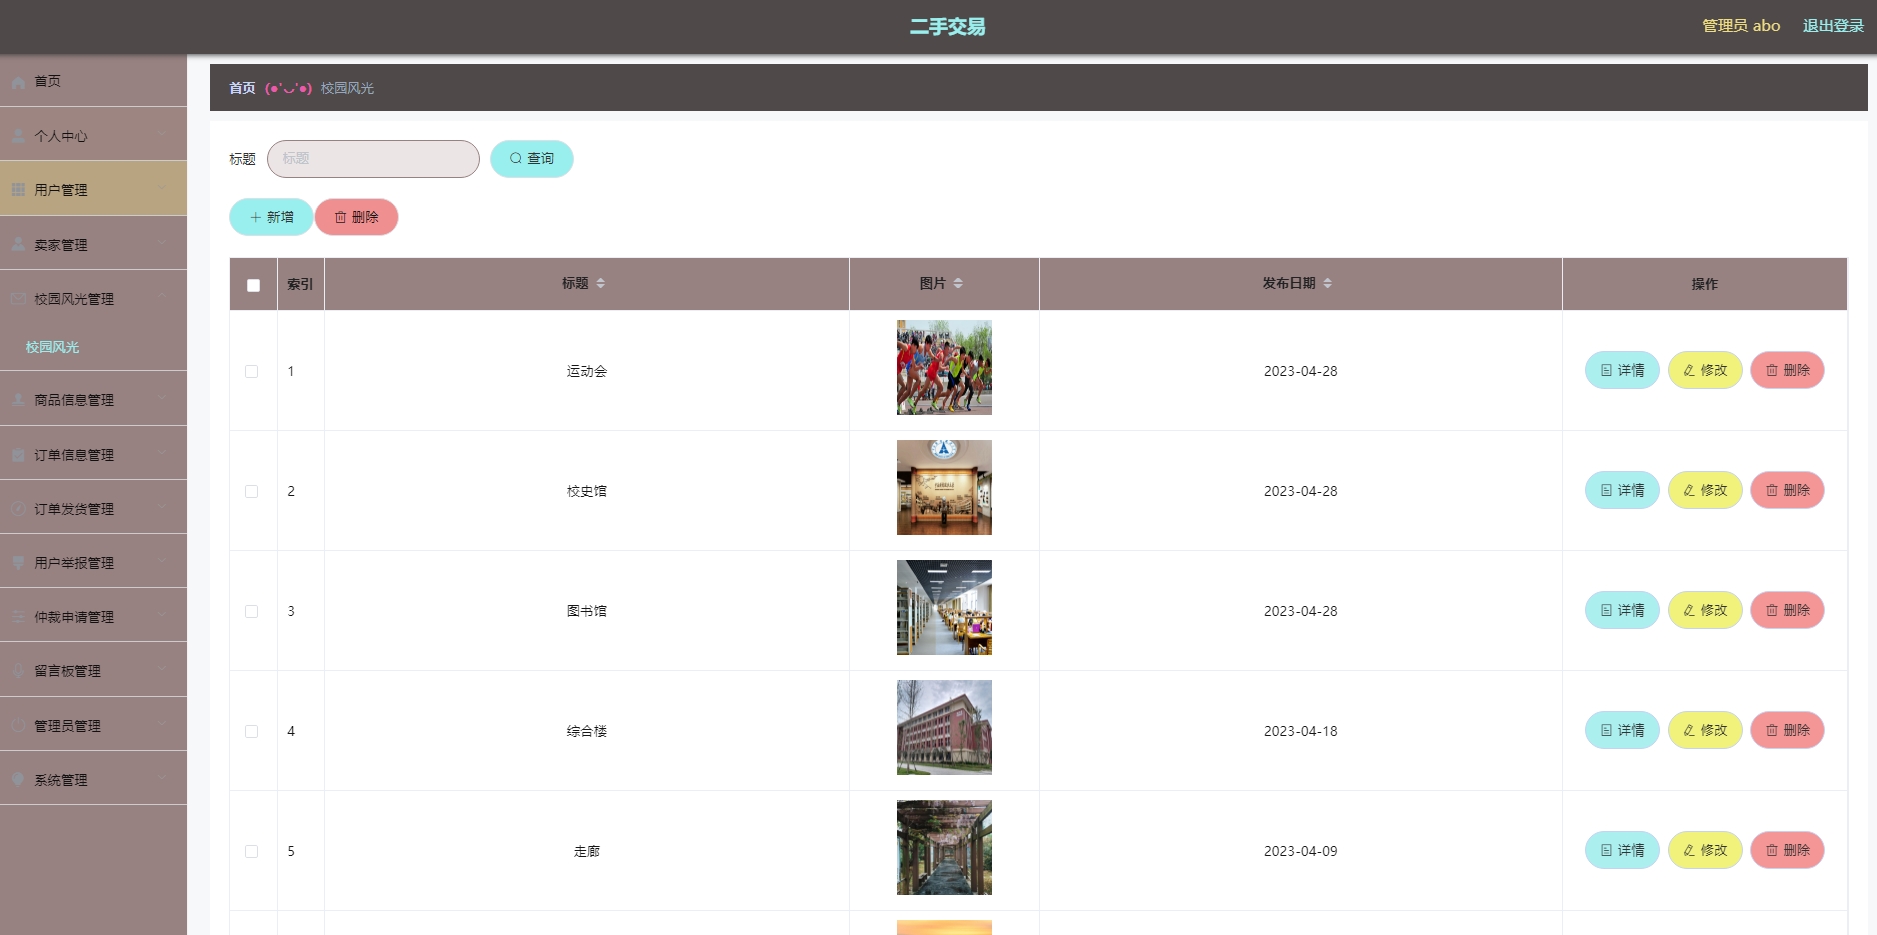 二手交易
管理员 abo
退出登录
首页
个人中心
用户管理
卖家管理
校园风光管理
校园风光
商品信息管理
订单信息管理
订单发货管理
用户举报管理
仲裁申请管理
留言板管理
管理员管理
系统管理
首页 (●'◡'●) 校园风光
标题 标题 查询
新增 删除
索引 标题 图片 发布日期 操作
1 运动会 2023-04-28 详情 修改 删除
2 校史馆 2023-04-28 详情 修改 删除
3 图书馆 2023-04-28 详情 修改 删除
4 综合楼 2023-04-18 详情 修改 删除
5 走廊 2023-04-09 详情 修改 删除